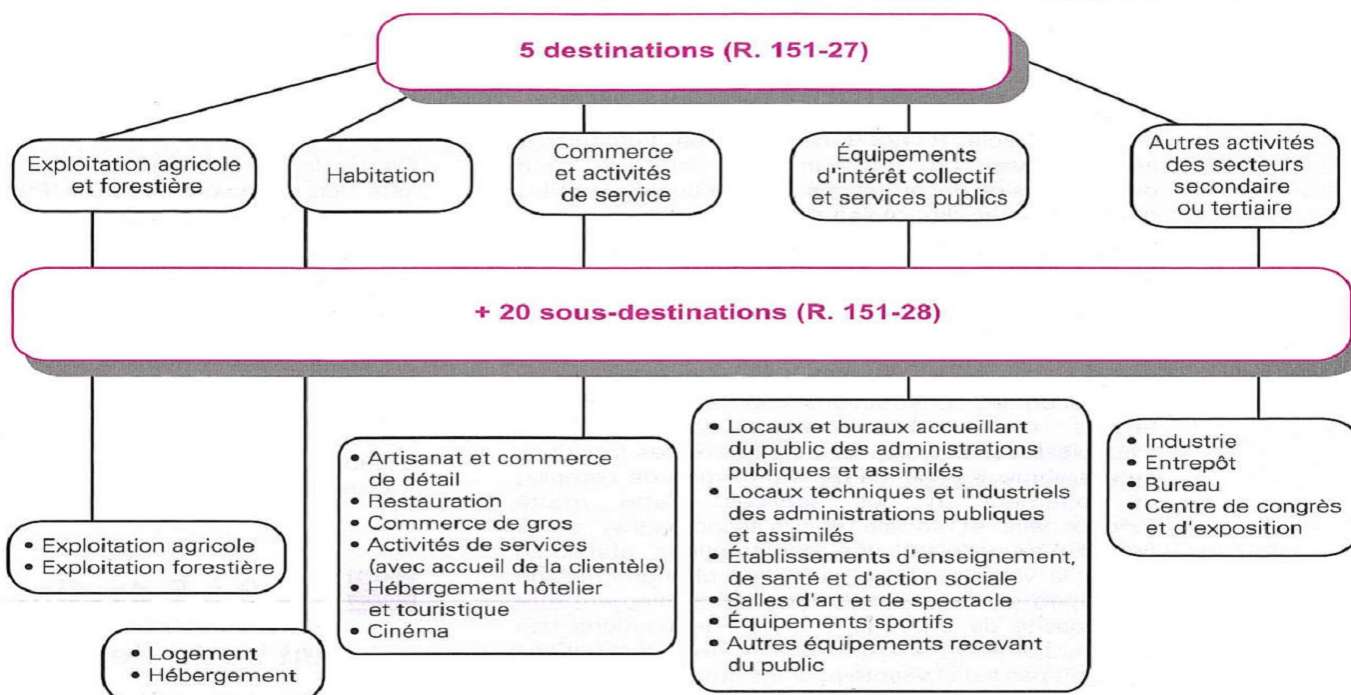 5 destinations (R. 151-27)
Exploitation agricole
et forestière
Habitation
Commerce
et activités
de service
Équipements
d'intérêt collectif
et services publics
Autres activités
des secteurs
secondaire
ou tertiaire
+ 20 sous-destinations (R. 151-28)
• Exploitation agricole
• Exploitation forestière
• Logement
• Hébergement
• Artisanat et commerce
de détail
• Restauration
• Commerce de gros
• Activités de services
(avec accueil de la clientèle)
• Hébergement hôtelier
et touristique
• Cinéma
• Locaux et buraux accueillant
du public des administrations
publiques et assimilés
• Locaux techniques et industriels
des administrations publiques
et assimilés
• Établissements d'enseignement,
de santé et d'action sociale
• Salles d'art et de spectacle
• Équipements sportifs
• Autres équipements recevant
du public
• Industrie
• Entrepôt
• Bureau
• Centre de congrès
et d'exposition